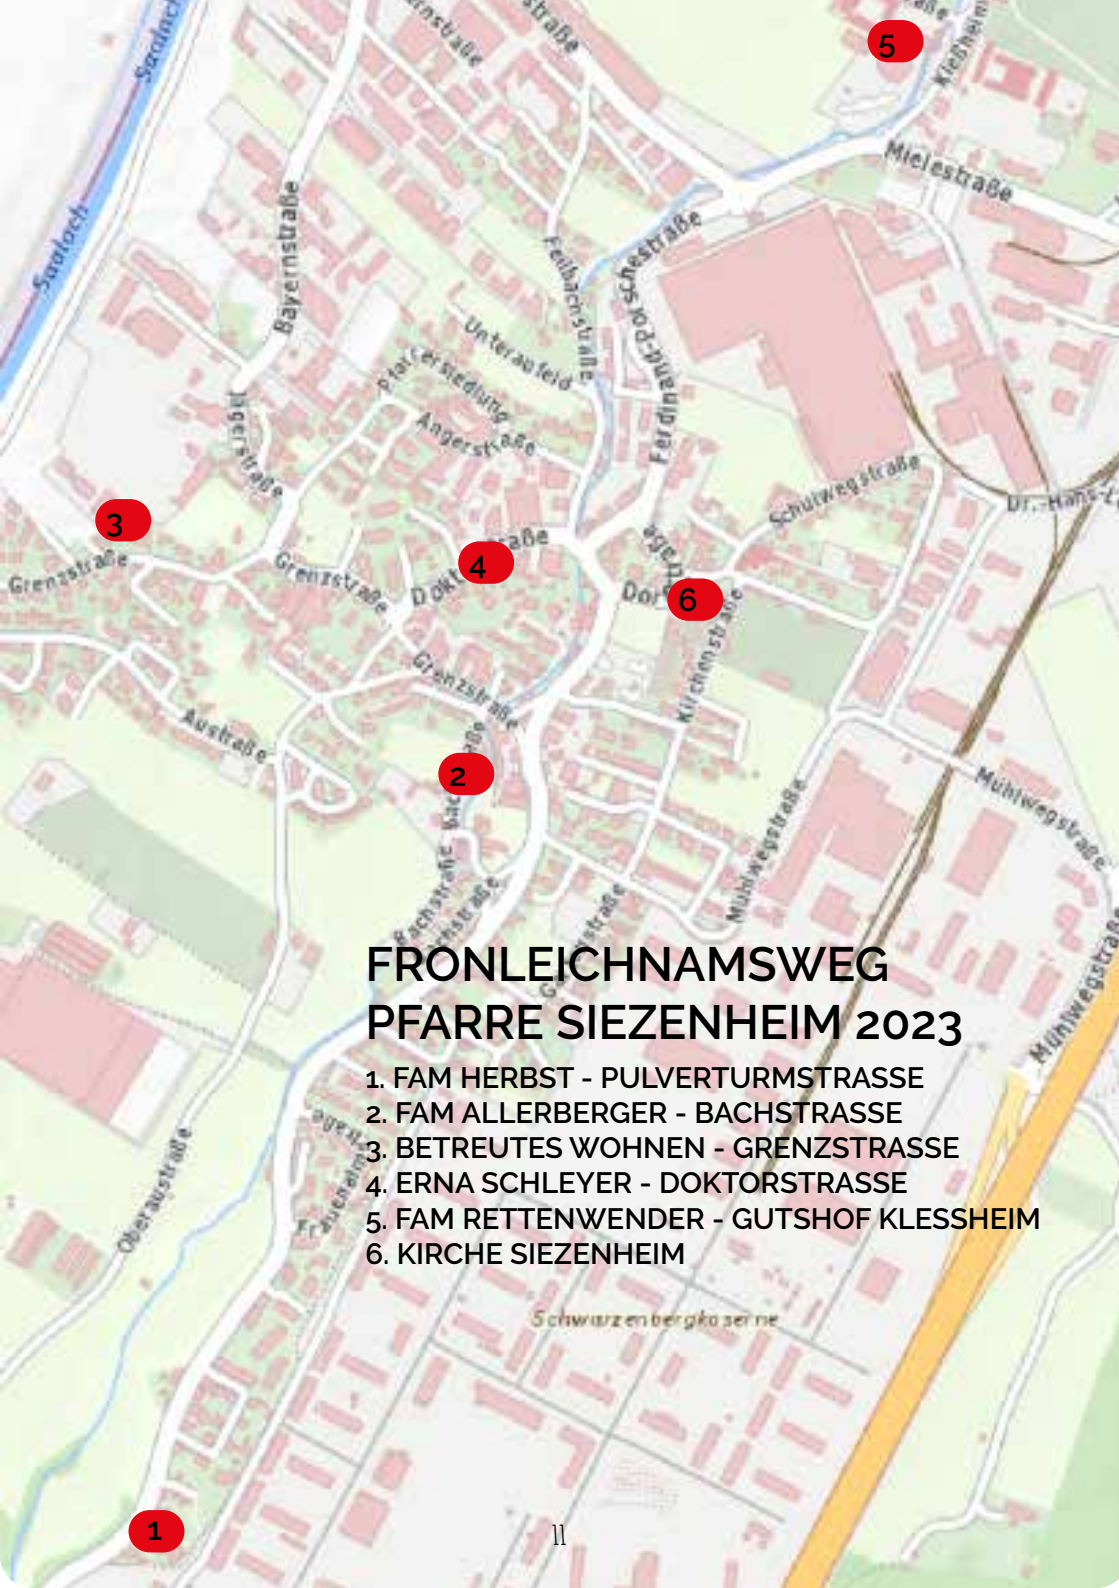 straße
5
Kleßheim
Saalach
Mielestraße
Saalach
Bayernstraße
Feilbachstraße
Ferdinand-Porschestraße
Unteraufeld
Pfarrersiedlung
Angerstraße
Jägerstraße
Schulwegstraße
3
Grenzstraße
Grenzstraße
4
6
Kirchenstraße
Grenzstraße
Austraße
2
Mühlwegstraße
Mühlwegstraße
Bachstraße
Mühlwegstraße
FRONLEICHNAMSWEG
PFARRE SIEZENHEIM 2023
1. FAM HERBST - PULVERTURMSTRASSE
2. FAM ALLERBERGER - BACHSTRASSE
3. BETREUTES WOHNEN - GRENZSTRASSE
4. ERNA SCHLEYER - DOKTORSTRASSE
5. FAM RETTENWENDER - GUTSHOF KLESSHEIM
6. KIRCHE SIEZENHEIM
Oberaustraße
Schwarzenbergkaserne
1
11